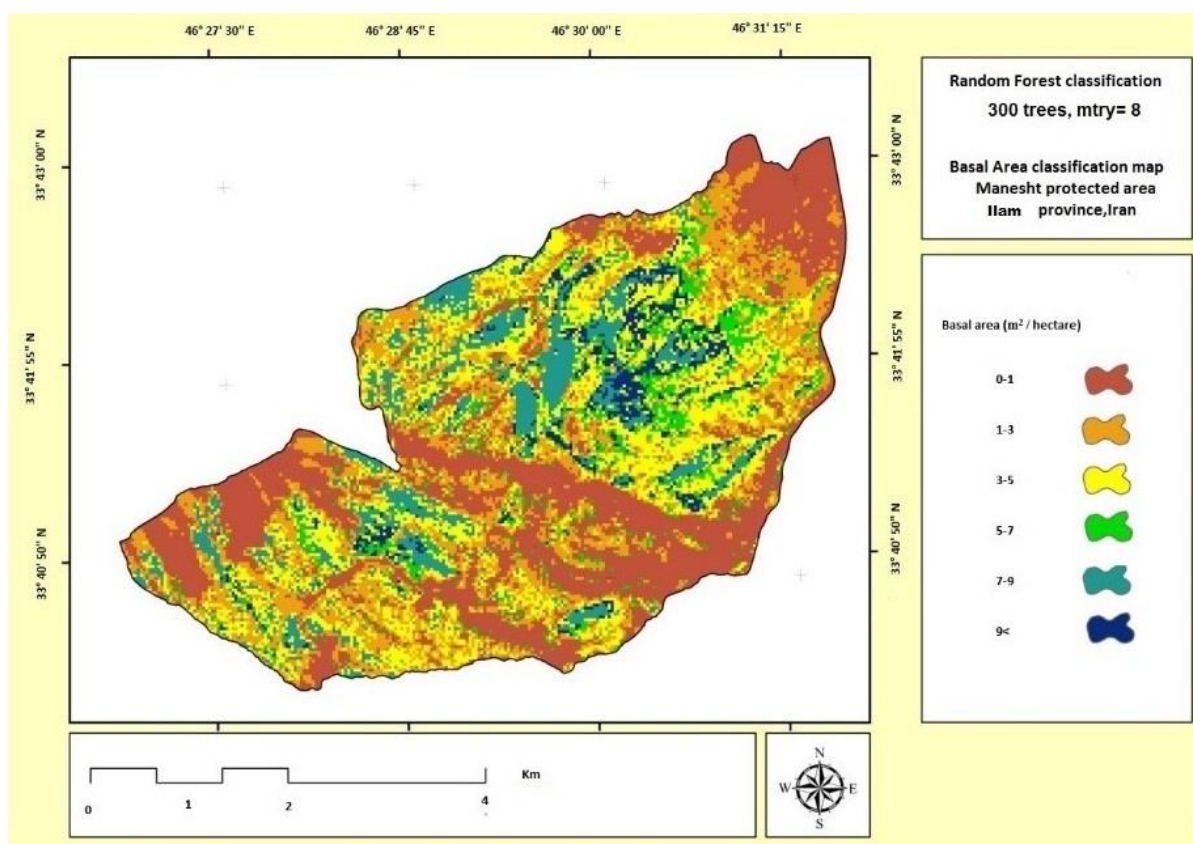 46° 27' 30" E
46° 28' 45" E
46° 30' 00" E
46° 31' 15" E
33° 43' 00" N
33° 43' 00" N
33° 41' 55" N
33° 41' 55" N
33° 40' 50" N
33° 40' 50" N
Random Forest classification
300 trees, mtry= 8
Basal Area classification map
Manesht protected area
Ilam province,Iran
Basal area (m² / hectare)
0-1
1-3
3-5
5-7
7-9
9<
Km
0 1 2 4
N
W E
S